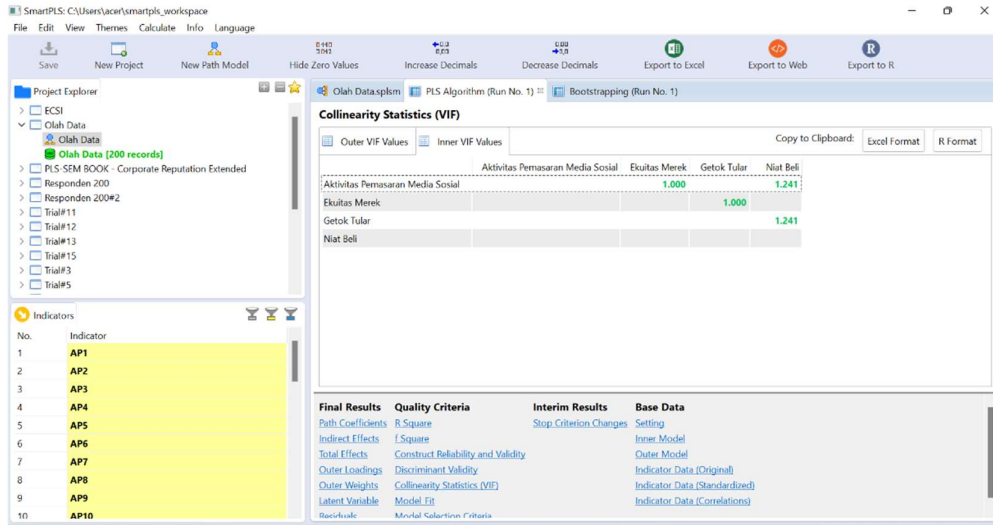 SmartPLS: C:\Users\acer\smartpls_workspace
File Edit View Themes Calculate Info Language
Save New Project New Path Model Hide Zero Values Increase Decimals Decrease Decimals Export to Excel Export to Web Export to R
Project Explorer
ECSI
Olah Data
Olah Data
Olah Data [200 records]
PLS-SEM BOOK - Corporate Reputation Extended
Responden 200
Responden 200#2
Trial#11
Trial#12
Trial#13
Trial#15
Trial#3
Trial#5
Indicators
No. Indicator
1 AP1
2 AP2
3 AP3
4 AP4
5 AP5
6 AP6
7 AP7
8 AP8
9 AP9
10 AP10
Olah Data.splsm PLS Algorithm (Run No. 1) Bootstrapping (Run No. 1)
Collinearity Statistics (VIF)
Outer VIF Values Inner VIF Values Copy to Clipboard: Excel Format R Format
Aktivitas Pemasaran Media Sosial Ekuitas Merek Getok Tular Niat Beli
Aktivitas Pemasaran Media Sosial 1.000 1.241
Ekuitas Merek 1.000
Getok Tular 1.241
Niat Beli
Final Results Quality Criteria Interim Results Base Data
Path Coefficients R Square Stop Criterion Changes Setting
Indirect Effects f Square Inner Model
Total Effects Construct Reliability and Validity Outer Model
Outer Loadings Discriminant Validity Indicator Data (Original)
Outer Weights Collinearity Statistics (VIF) Indicator Data (Standardized)
Latent Variable Model Fit Indicator Data (Correlations)
Residuals Model Selection Criteria